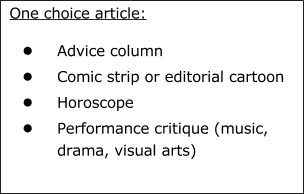 One choice article:
● Advice column
● Comic strip or editorial cartoon
● Horoscope
● Performance critique (music,
drama, visual arts)